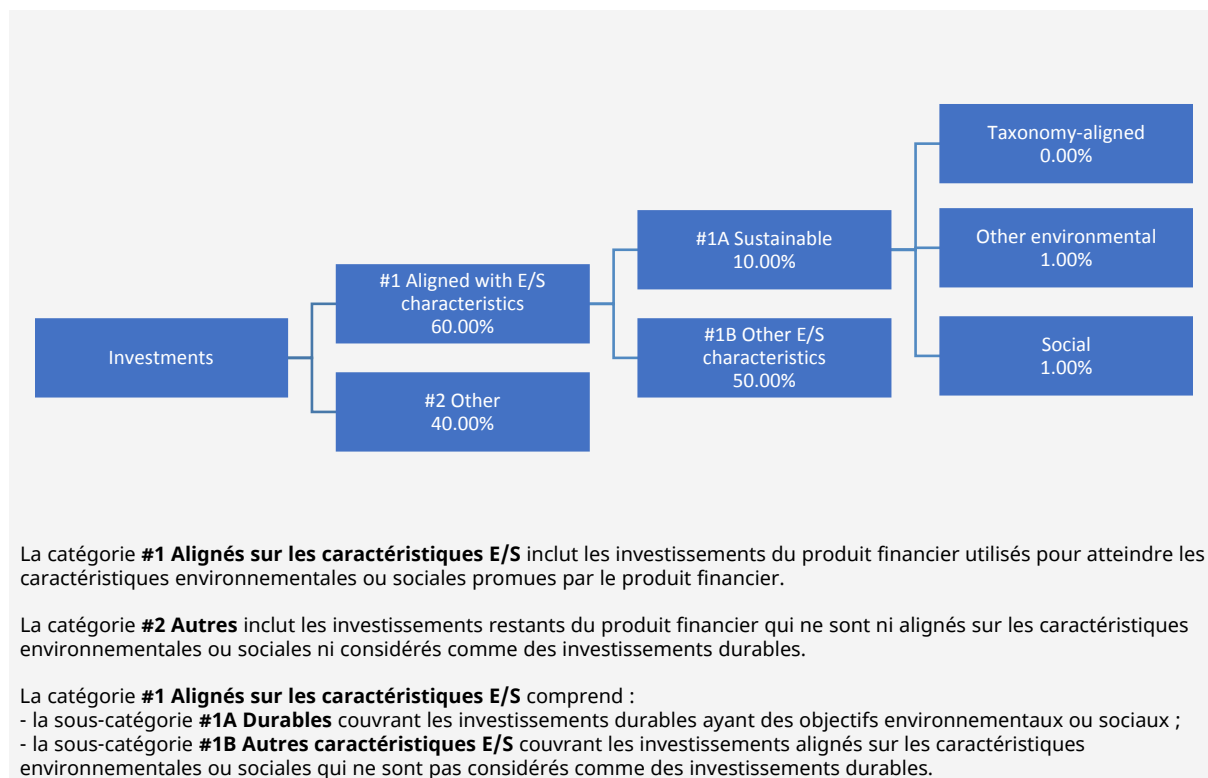 Taxonomy-aligned
0.00%
#1A Sustainable
10.00%
Other environmental
1.00%
#1 Aligned with E/S
characteristics
60.00%
Investments
#1B Other E/S
characteristics
50.00%
Social
1.00%
#2 Other
40.00%
La catégorie #1 Alignés sur les caractéristiques E/S inclut les investissements du produit financier utilisés pour atteindre les
caractéristiques environnementales ou sociales promues par le produit financier.
La catégorie #2 Autres inclut les investissements restants du produit financier qui ne sont ni alignés sur les caractéristiques
environnementales ou sociales ni considérés comme des investissements durables.
La catégorie #1 Alignés sur les caractéristiques E/S comprend :
- la sous-catégorie #1A Durables couvrant les investissements durables ayant des objectifs environnementaux ou sociaux ;
- la sous-catégorie #1B Autres caractéristiques E/S couvrant les investissements alignés sur les caractéristiques
environnementales ou sociales qui ne sont pas considérés comme des investissements durables.